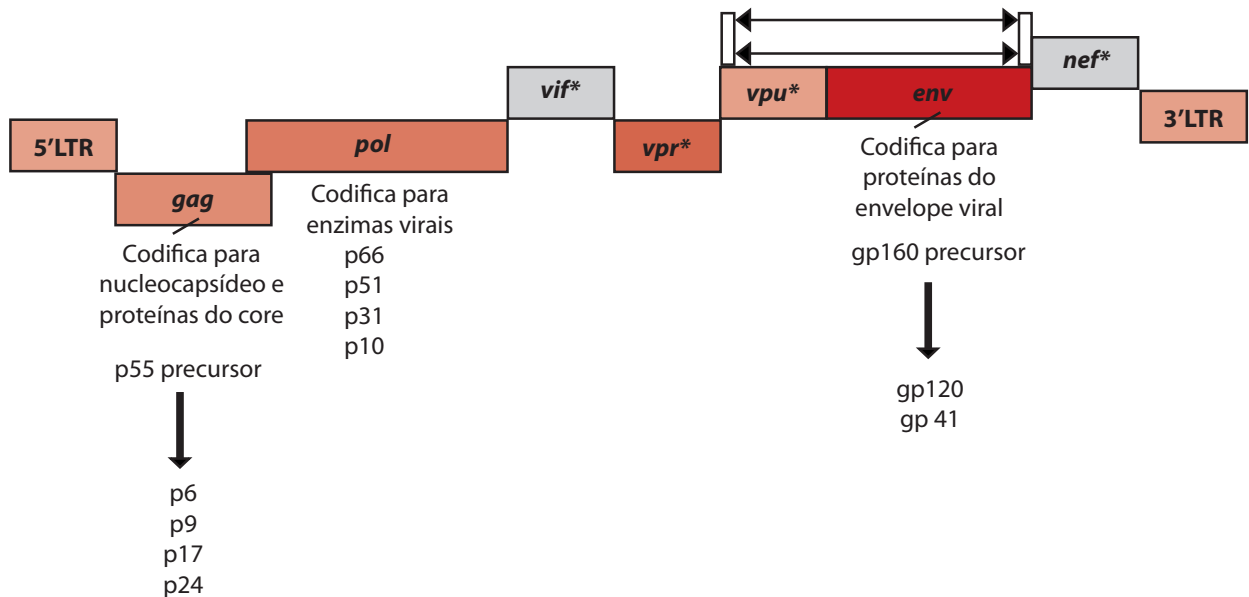 5'LTR
gag
Codifica para
nucleocapsídeo e
proteínas do core
p55 precursor
p6
p9
p17
p24
pol
Codifica para
enzimas virais
p66
p51
p31
p10
vif*
vpr*
vpu*
env
Codifica para
proteínas do
envelope viral
gp160 precursor
gp120
gp 41
nef*
3'LTR